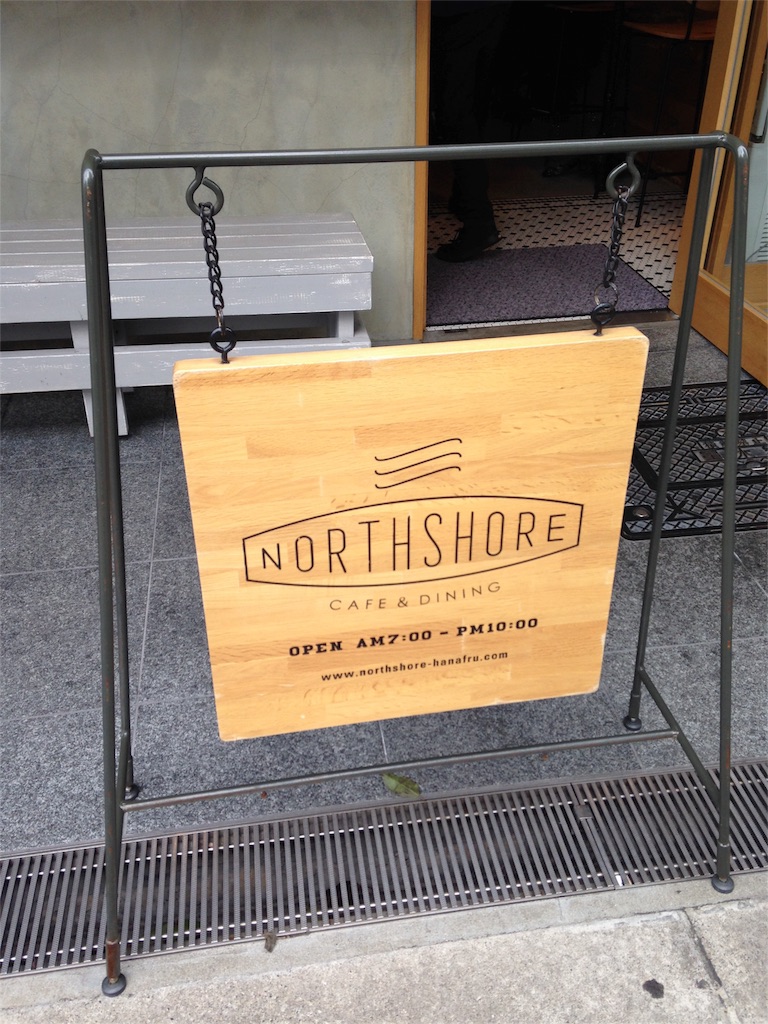 NORTHSHORE
CAFE & DINING
OPEN AM7:00 - PM10:00
www.northshore-hanafru.com